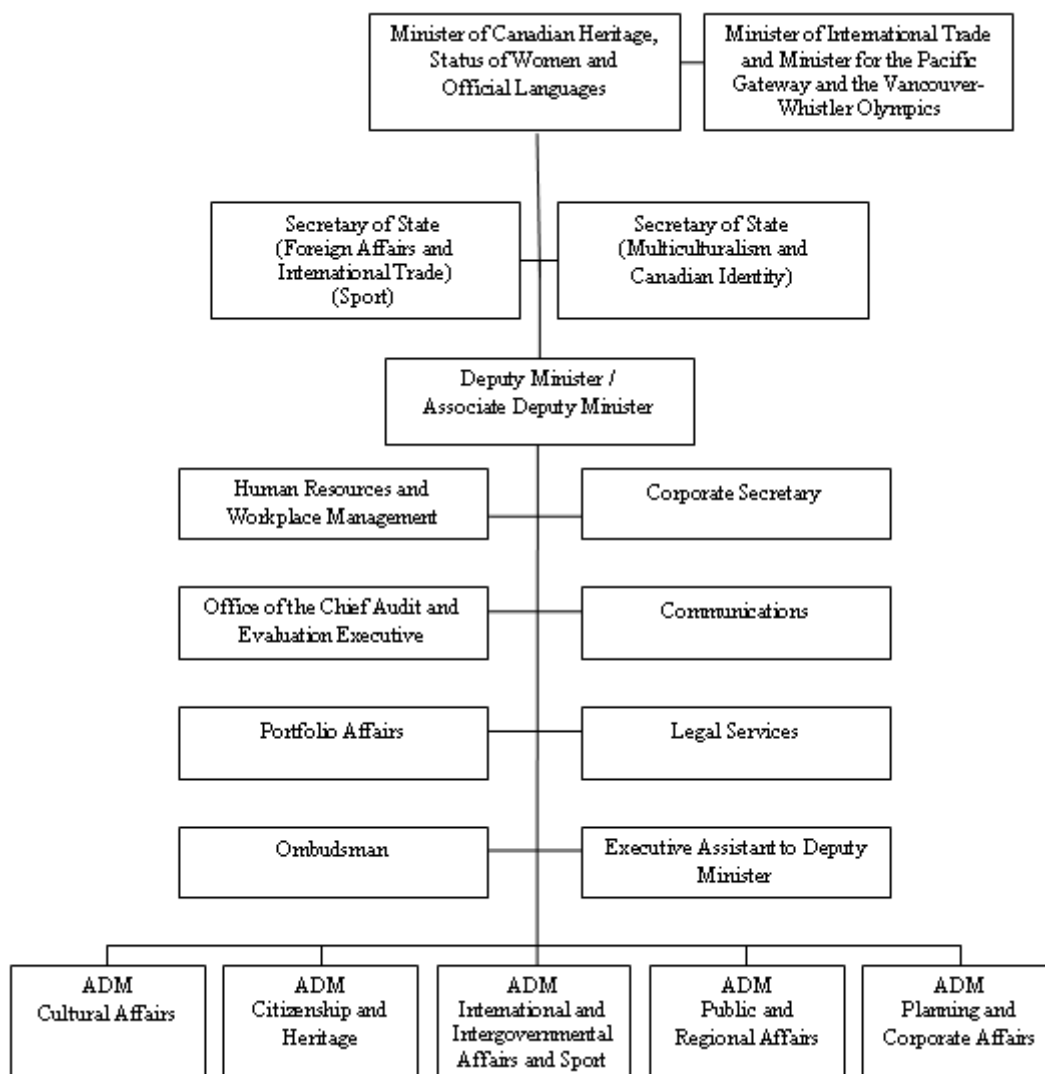 Minister of Canadian Heritage,
Status of Women and
Official Languages
Minister of International Trade
and Minister for the Pacific
Gateway and the Vancouver-
Whistler Olympics
Secretary of State
(Foreign Affairs and
International Trade)
(Sport)
Secretary of State
(Multiculturalism and
Canadian Identity)
Deputy Minister /
Associate Deputy Minister
Human Resources and
Workplace Management
Corporate Secretary
Office of the Chief Audit and
Evaluation Executive
Communications
Portfolio Affairs
Legal Services
Ombudsman
Executive Assistant to Deputy
Minister
ADM
Cultural Affairs
ADM
Citizenship and
Heritage
ADM
International and
Intergovernmental
Affairs and Sport
ADM
Public and
Regional Affairs
ADM
Planning and
Corporate Affairs